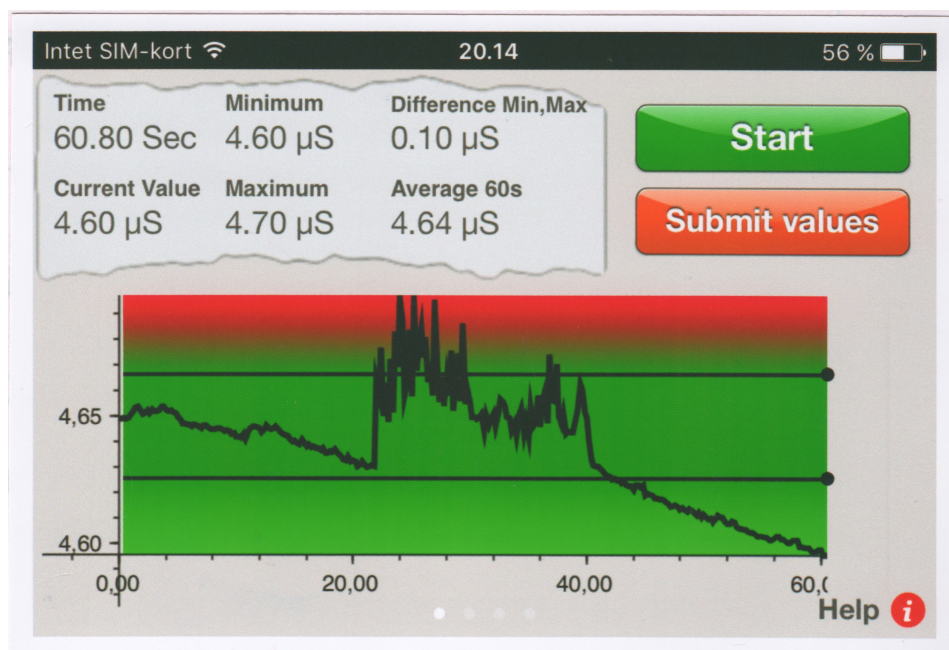 Intet SIM-kort 20.14 56 %
Time Minimum Difference Min,Max
60.80 Sec 4.60 µS 0.10 µS
Start
Current Value Maximum Average 60s
4.60 µS 4.70 µS 4.64 µS
Submit values
4,65
4,60
0,00 20,00 40,00 60,(
Help i